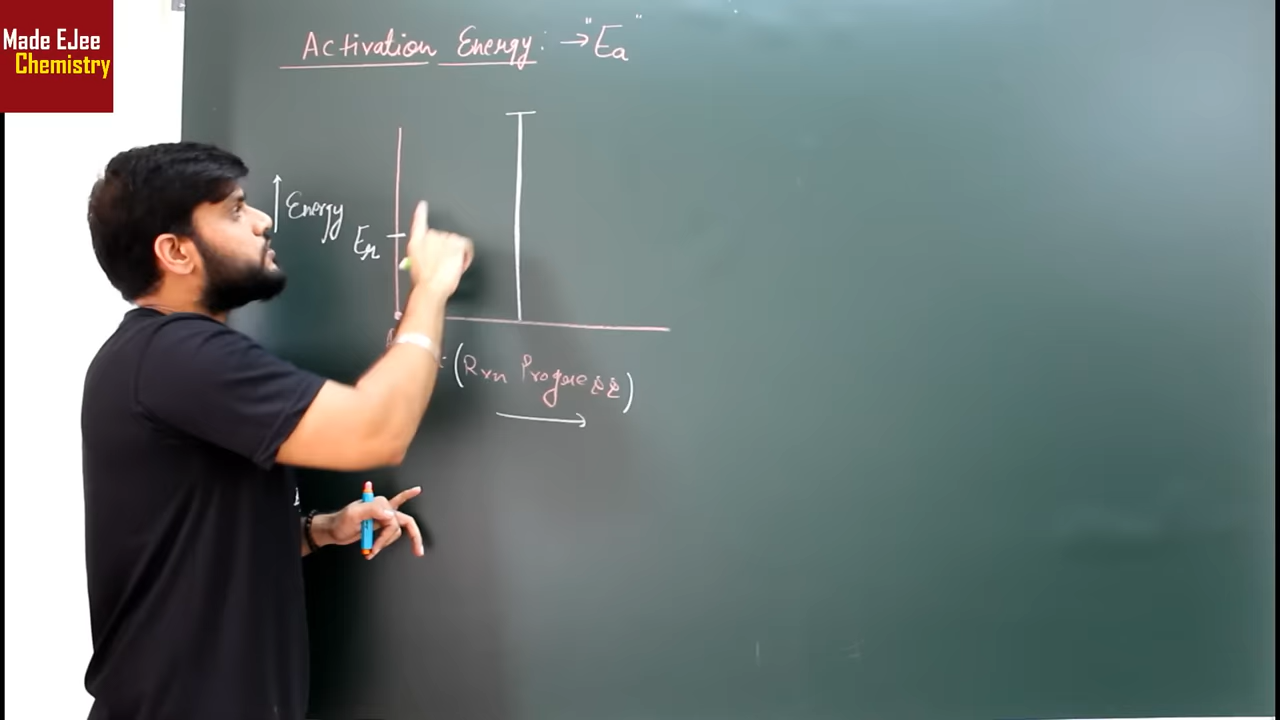 Made EJee
Chemistry
Activation Energy: → "Ea"
↑ Energy
Er
(Rxn Progress)